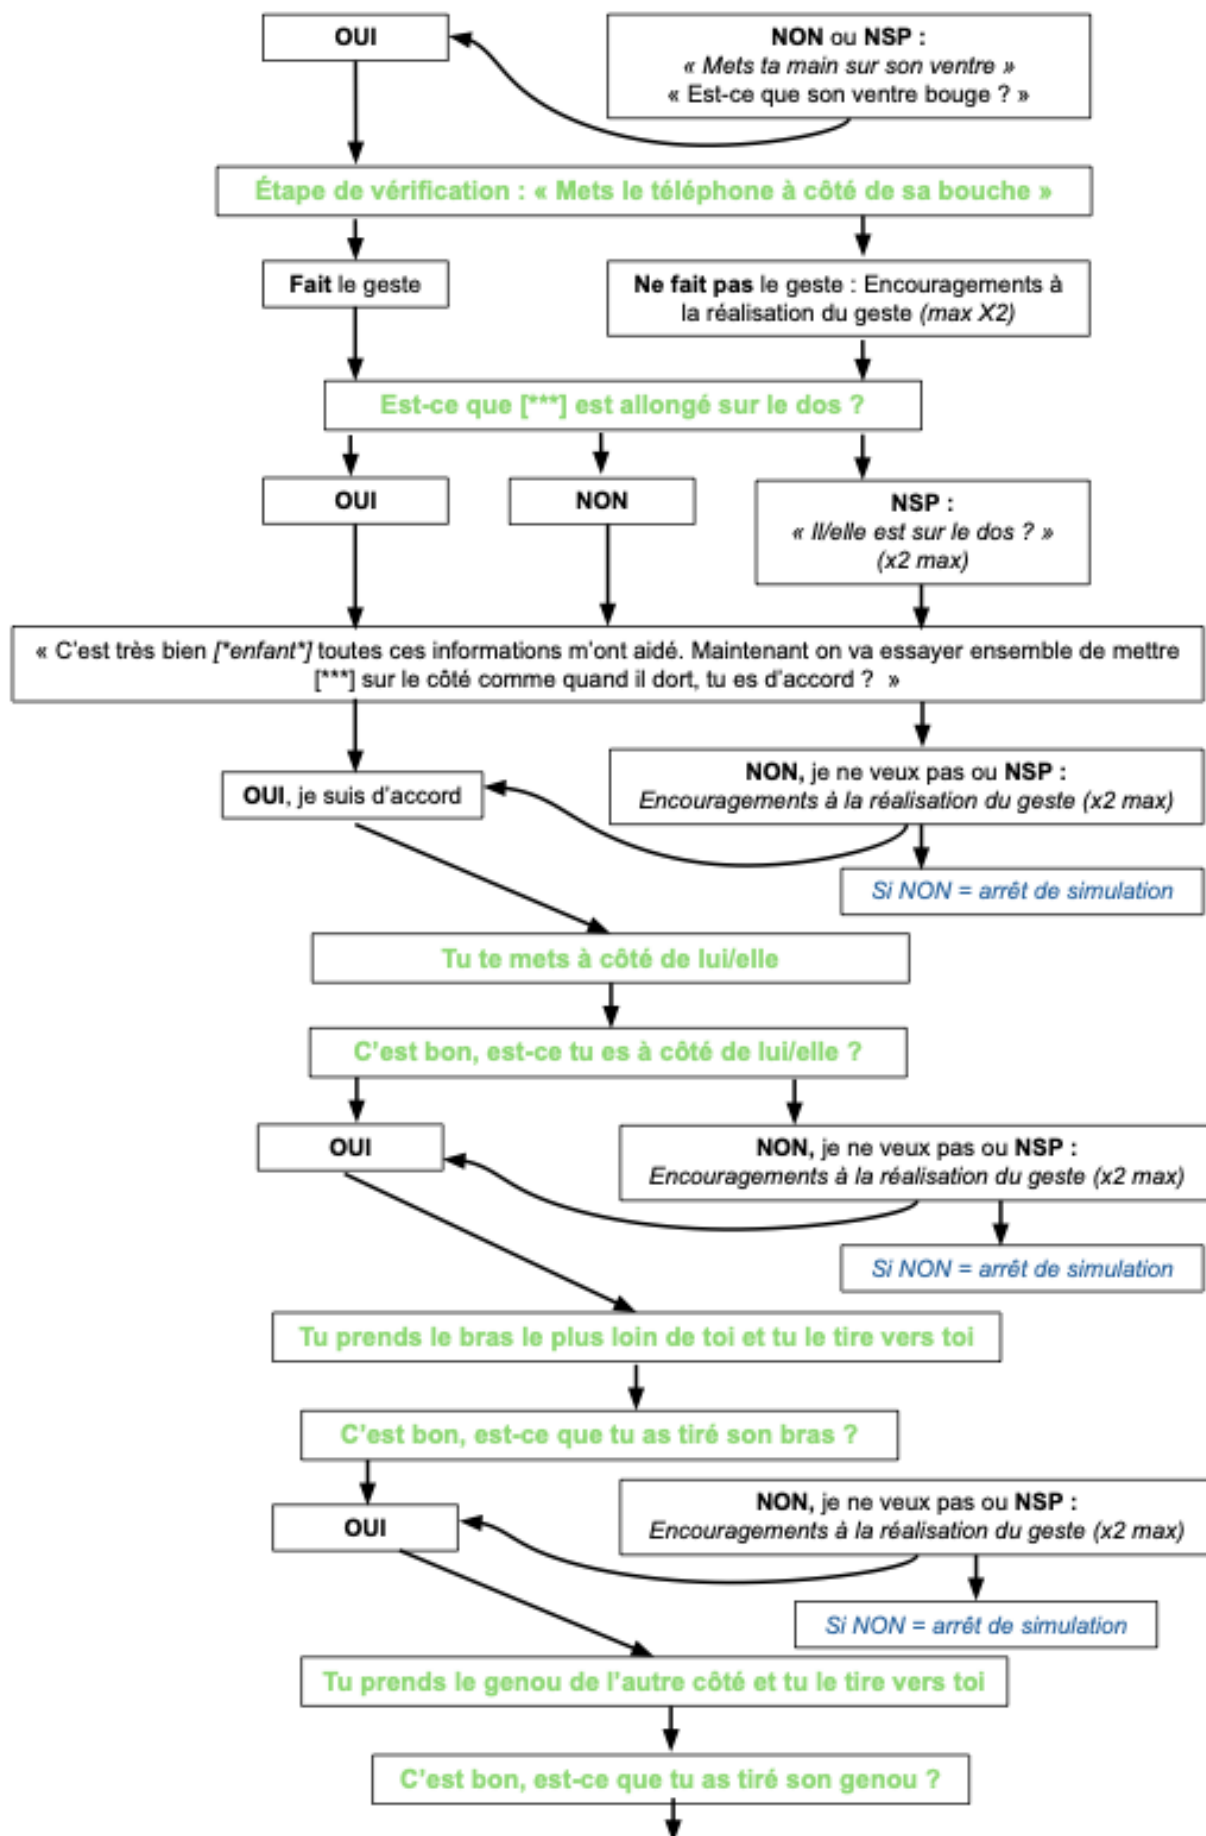 OUI
NON ou NSP :
« Mets ta main sur son ventre »
« Est-ce que son ventre bouge ? »
Étape de vérification : « Mets le téléphone à côté de sa bouche »
Fait le geste
Ne fait pas le geste : Encouragements à
la réalisation du geste (max X2)
Est-ce que [***] est allongé sur le dos ?
OUI
NON
NSP :
« Il/elle est sur le dos ? »
(x2 max)
« C'est très bien [*enfant*] toutes ces informations m'ont aidé. Maintenant on va essayer ensemble de mettre
[***] sur le côté comme quand il dort, tu es d'accord ? »
OUI, je suis d'accord
NON, je ne veux pas ou NSP :
Encouragements à la réalisation du geste (x2 max)
Si NON = arrêt de simulation
Tu te mets à côté de lui/elle
C'est bon, est-ce tu es à côté de lui/elle ?
OUI
NON, je ne veux pas ou NSP :
Encouragements à la réalisation du geste (x2 max)
Si NON = arrêt de simulation
Tu prends le bras le plus loin de toi et tu le tire vers toi
C'est bon, est-ce que tu as tiré son bras ?
OUI
NON, je ne veux pas ou NSP :
Encouragements à la réalisation du geste (x2 max)
Si NON = arrêt de simulation
Tu prends le genou de l'autre côté et tu le tire vers toi
C'est bon, est-ce que tu as tiré son genou ?